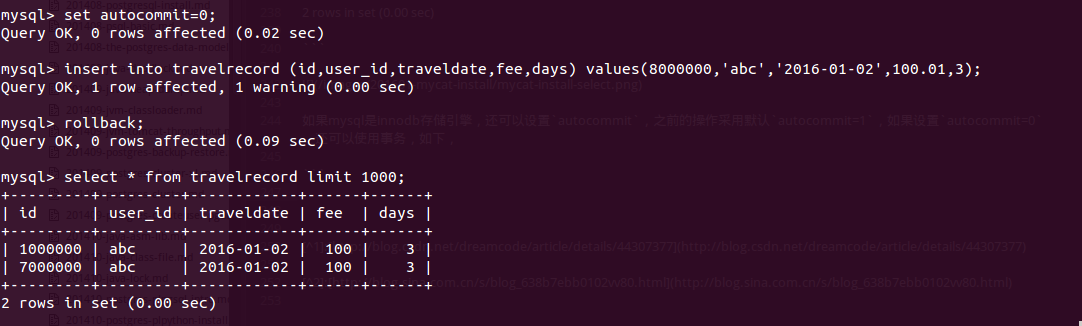 mysql> set autocommit=0;
Query OK, 0 rows affected (0.02 sec)
mysql> insert into travelrecord (id,user_id,traveldate,fee,days) values(8000000,'abc','2016-01-02',100.01,3);
Query OK, 1 row affected, 1 warning (0.00 sec)
mysql> rollback;
Query OK, 0 rows affected (0.09 sec)
mysql> select * from travelrecord limit 1000;
+---------+---------+------------+------+------+
| id      | user_id | traveldate | fee  | days |
+---------+---------+------------+------+------+
| 1000000 | abc     | 2016-01-02 |  100 |    3 |
| 7000000 | abc     | 2016-01-02 |  100 |    3 |
+---------+---------+------------+------+------+
2 rows in set (0.00 sec)